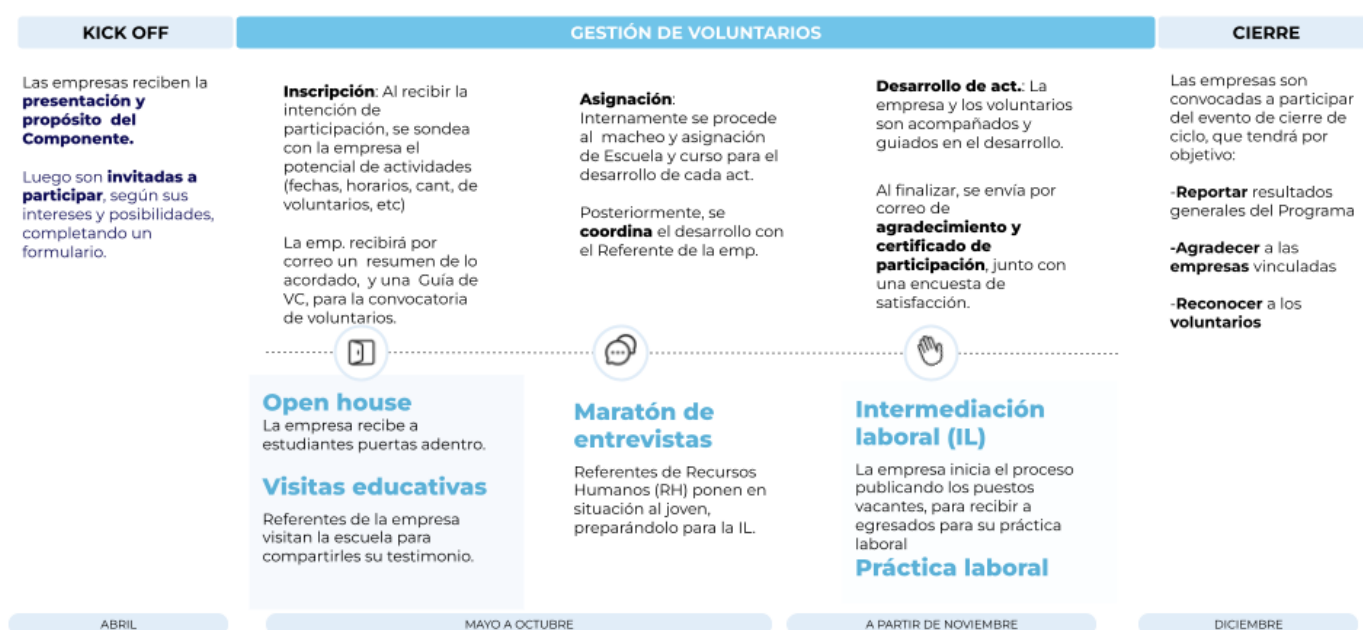 KICK OFF
GESTIÓN DE VOLUNTARIOS
CIERRE
Las empresas reciben la
presentación y
propósito del
Componente.
Luego son invitadas a
participar, según sus
intereses y posibilidades,
completando un
formulario.
Inscripción: Al recibir la
intención de
participación, se sondea
con la empresa el
potencial de actividades
(fechas, horarios, cant, de
voluntarios, etc)
La emp. recibirá por
correo un resumen de lo
acordado, y una Guía de
VC, para la convocatoria
de voluntarios.
Asignación:
Internamente se procede
al macheo y asignación
de Escuela y curso para el
desarrollo de cada act.
Posteriormente, se
coordina el desarrollo con
el Referente de la emp.
Desarrollo de act.: La
empresa y los voluntarios
son acompañados y
guiados en el desarrollo.
Al finalizar, se envía por
correo de
agradecimiento y
certificado de
participación, junto con
una encuesta de
satisfacción.
Las empresas son
convocadas a participar
del evento de cierre de
ciclo, que tendrá por
objetivo:
-Reportar resultados
generales del Programa
-Agradecer a las
empresas vinculadas
-Reconocer a los
voluntarios
Open house
La empresa recibe a
estudiantes puertas adentro.
Visitas educativas
Referentes de la empresa
visitan la escuela para
compartirles su testimonio.
Maratón de
entrevistas
Referentes de Recursos
Humanos (RH) ponen en
situación al joven,
preparándolo para la IL.
Intermediación
laboral (IL)
La empresa inicia el proceso
publicando los puestos
vacantes, para recibir a
egresados para su práctica
laboral
Práctica laboral
ABRIL
MAYO A OCTUBRE
A PARTIR DE NOVIEMBRE
DICIEMBRE